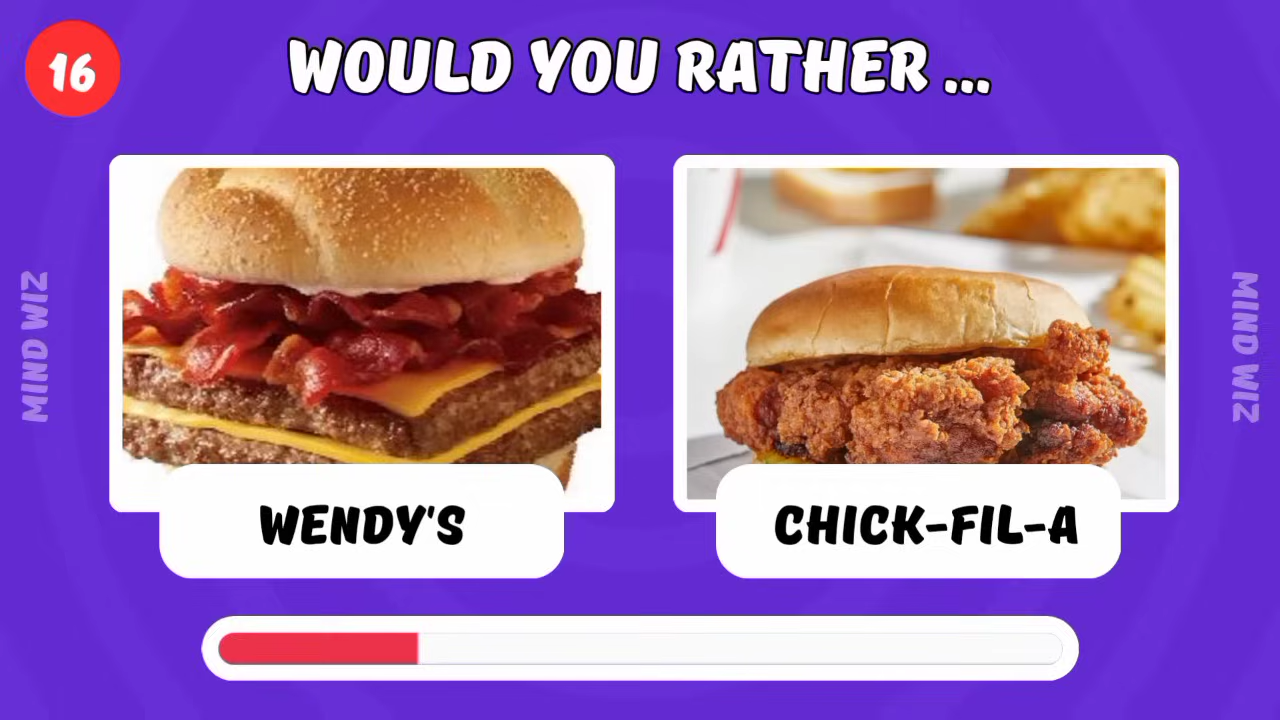 16
WOULD YOU RATHER ...
MIND WIZ
MIND WIZ
WENDY'S
CHICK-FIL-A